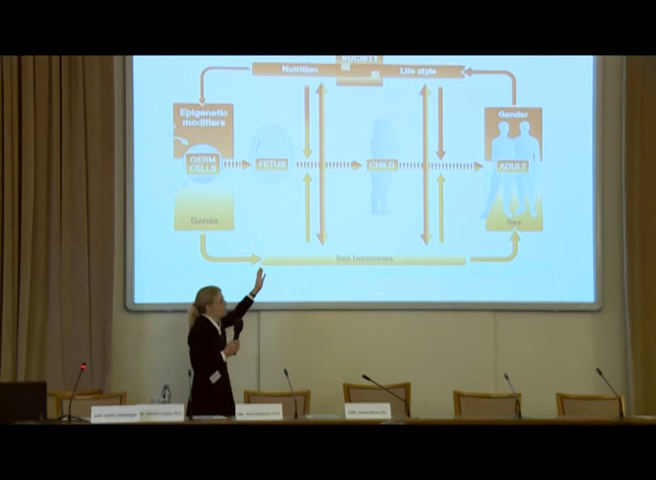 SOCIETY
Nutrition
Life style
Epigenetic
modifiers
Gender
GERM
CELLS
FETUS
CHILD
ADULT
Genes
Sex
Sex hormones